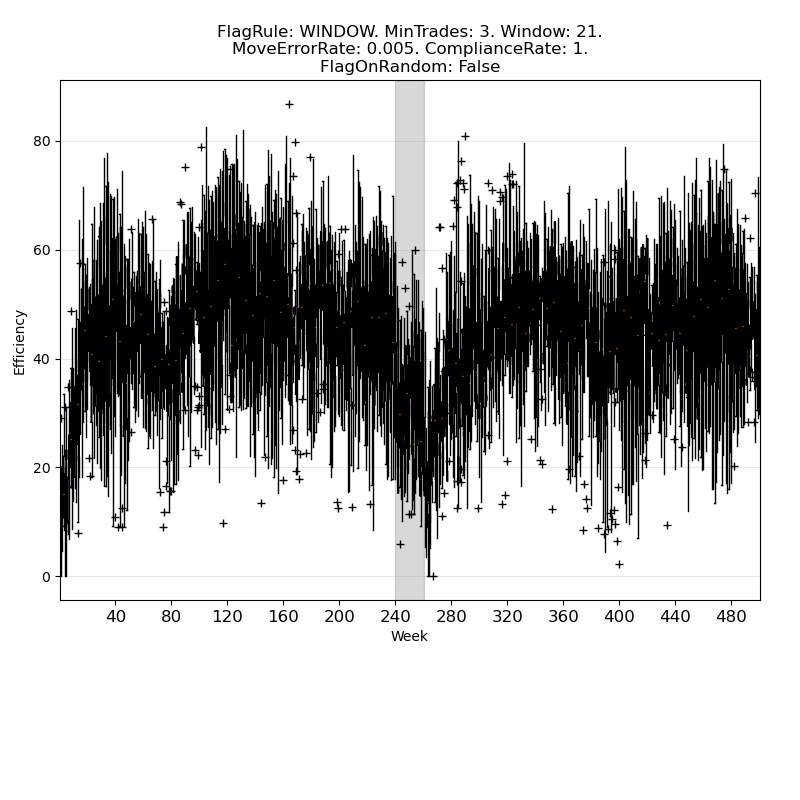 FlagRule: WINDOW. MinTrades: 3. Window: 21.
MoveErrorRate: 0.005. ComplianceRate: 1.
FlagOnRandom: False
80
60
40
20
0
Efficiency
40 80 120 160 200 240 280 320 360 400 440 480
Week